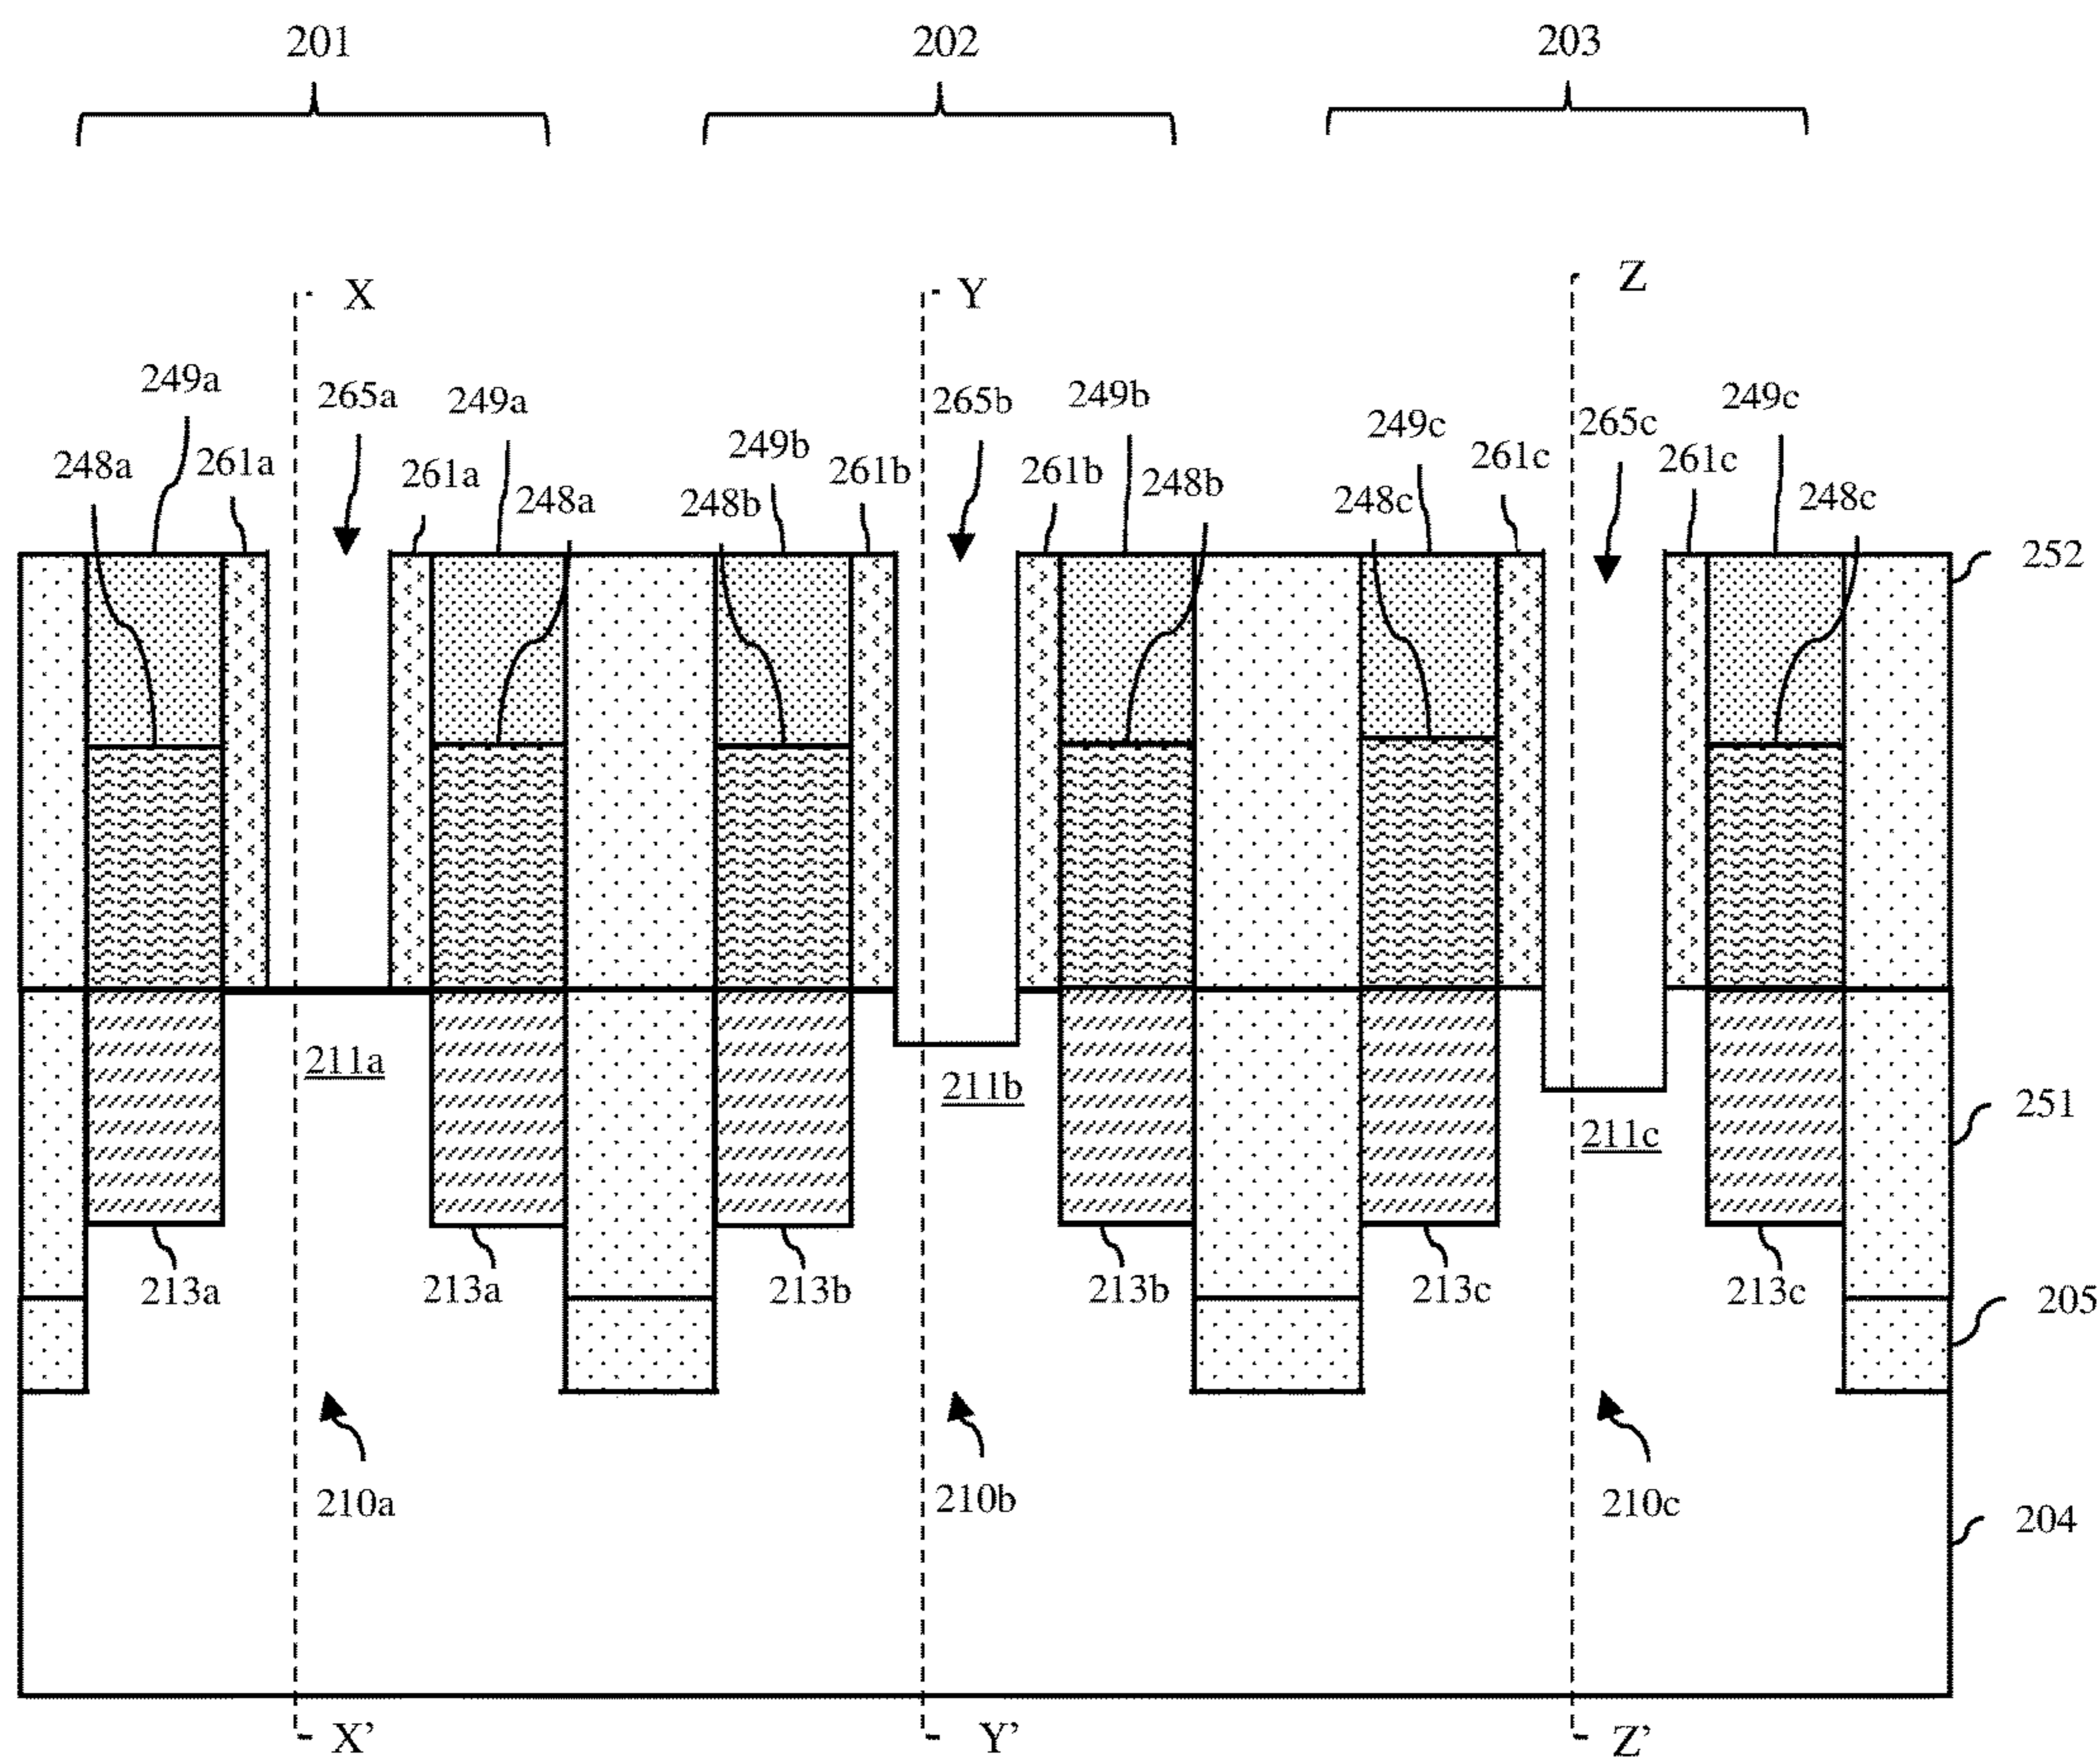 201 202 203
X Y Z
249a 265a 249a 265b 249b 249c 265c 249c
248a 261a 261a 248a 249b 248b 261b 261b 248b 248c 261c 261c 248c
252
211a 211b 211c
251
213a 213a 213b 213b 213c 213c
205
210a 210b 210c
204
X' Y' Z'